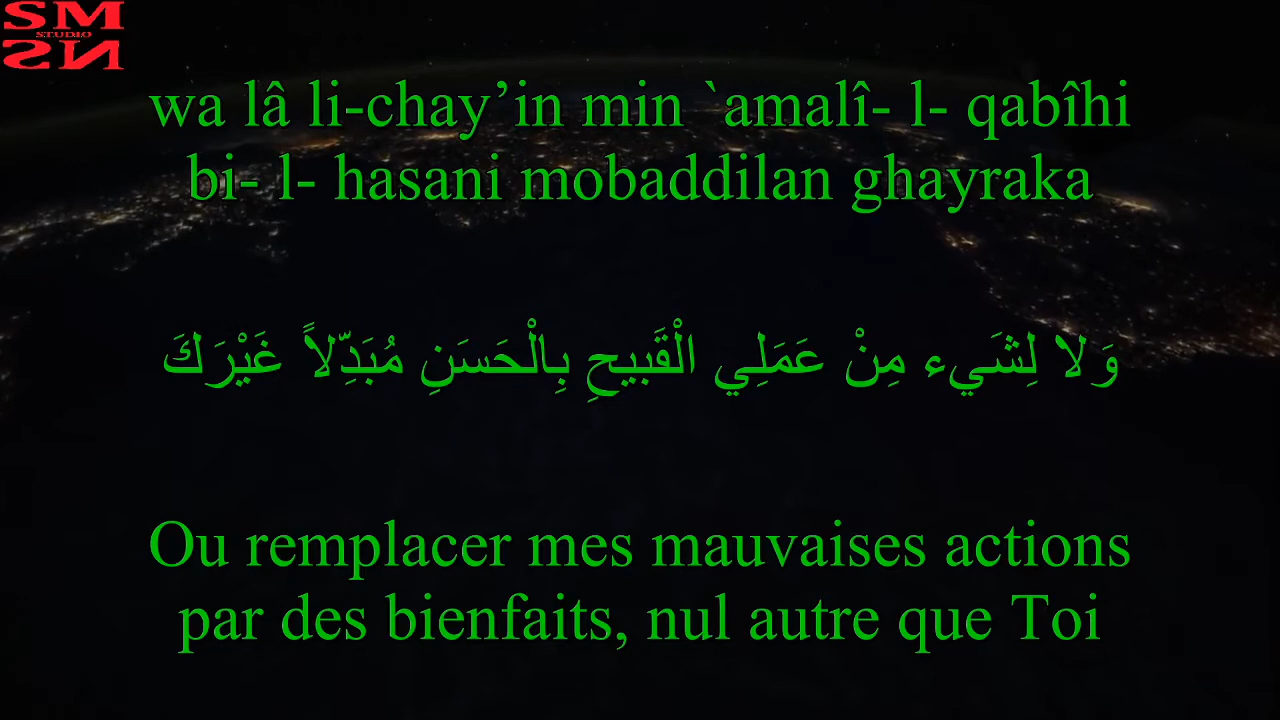 SM
STUDIO
SM
wa lâ li-chay’in min `amalî- l- qabîhi
bi- l- hasani mobaddilan ghayraka
وَلا لِشَيء مِنْ عَمَلِي الْقَبيحِ بِالْحَسَنِ مُبَدِّلاً غَيْرَكَ
Ou remplacer mes mauvaises actions
par des bienfaits, nul autre que Toi